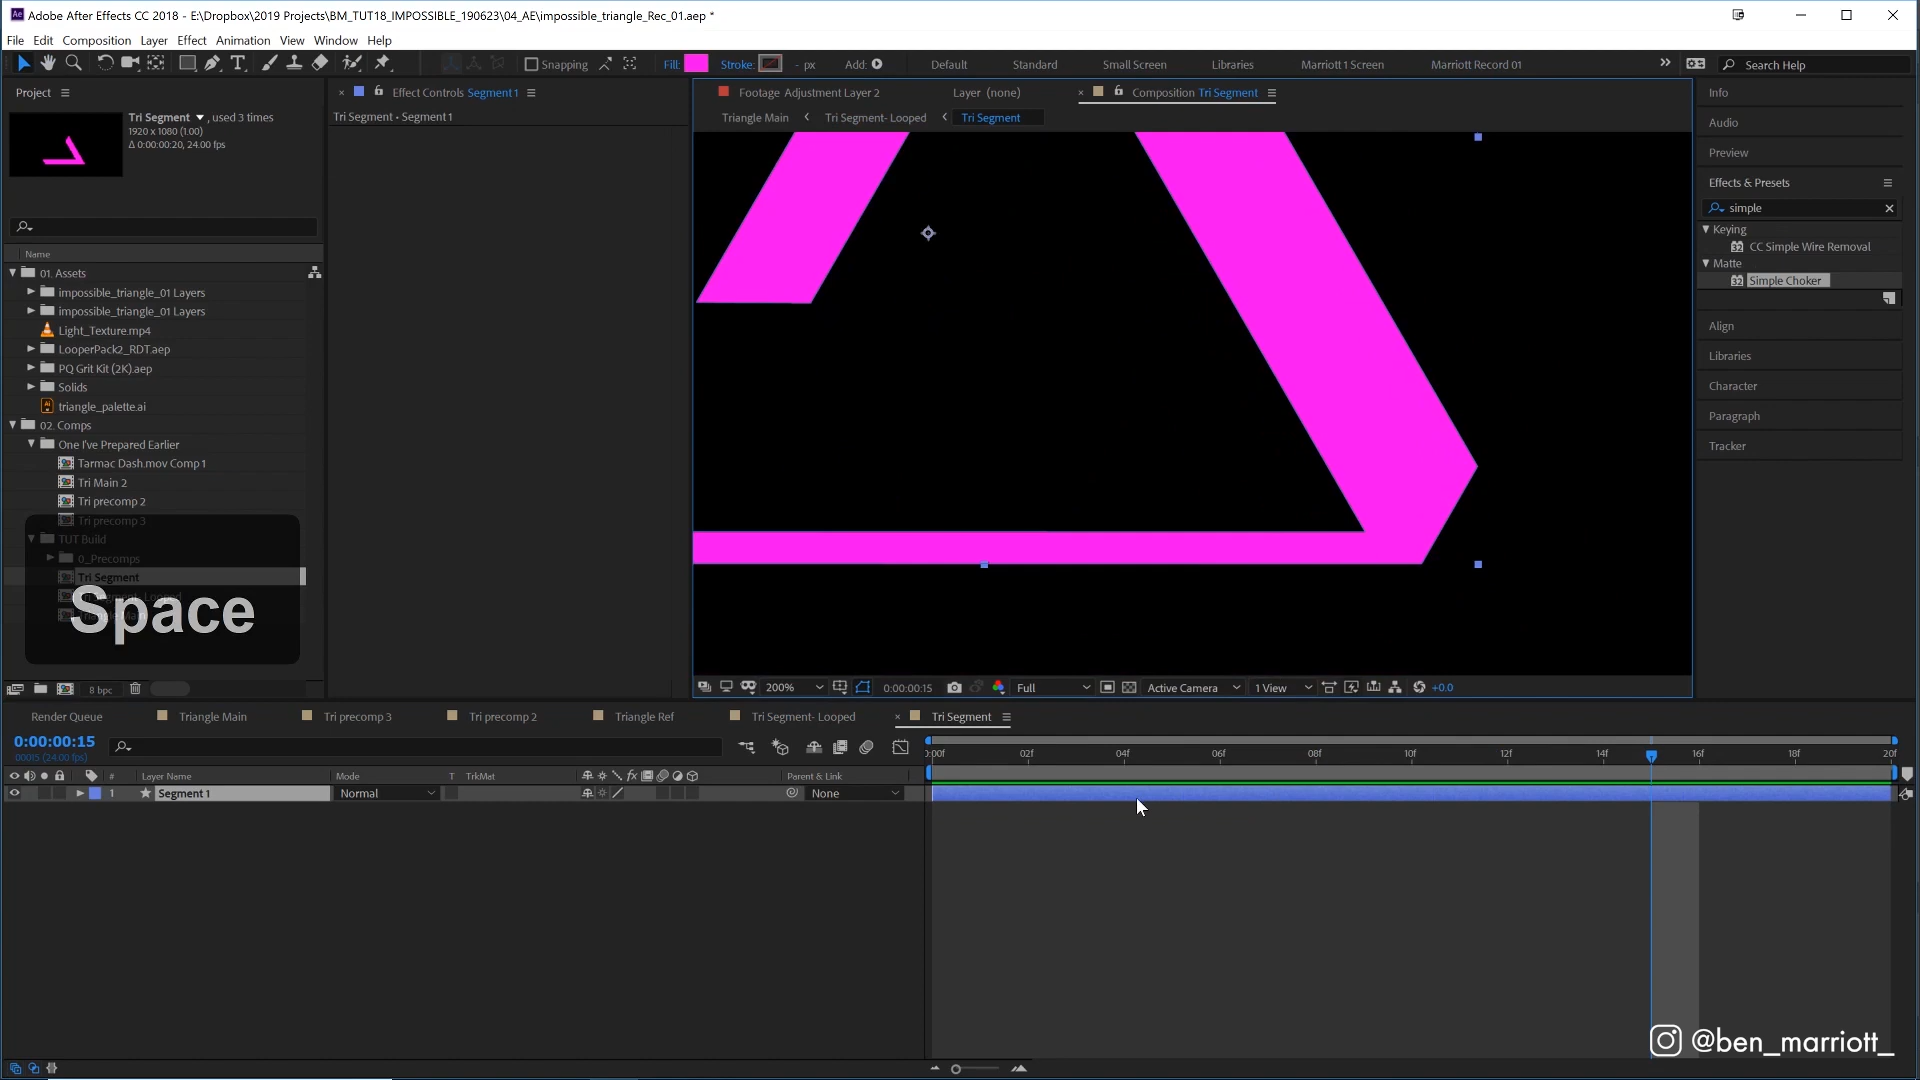 Adobe After Effects CC 2018 - E:\Dropbox\2019 Projects\BM_TUT18_IMPOSSIBLE_190623\04_AE\impossible_triangle_Rec_01.aep *
File Edit Composition Layer Effect Animation View Window Help
Snapping Fill: Stroke: - px Add: Default Standard Small Screen Libraries Marriott 1 Screen Marriott Record 01 Search Help
Project
Effect Controls Segment 1
Footage Adjustment Layer 2 Layer (none) Composition Tri Segment
Info
Tri Segment, used 3 times
1920 x 1080 (1.00)
Δ 0:00:00:20, 24.00 fps
Tri Segment • Segment 1
Triangle Main Tri Segment- Looped Tri Segment
Audio
Preview
Effects & Presets
simple
Keying
CC Simple Wire Removal
Matte
Simple Choker
Align
Libraries
Character
Paragraph
Tracker
Name
01. Assets
impossible_triangle_01 Layers
impossible_triangle_01 Layers
Light_Texture.mp4
LooperPack2_RDT.aep
PQ Grit Kit (2K).aep
Solids
triangle_palette.ai
02. Comps
One I've Prepared Earlier
Tarmac Dash.mov Comp 1
Tri Main 2
Tri precomp 2
Tri precomp 3
TUT Build
0_Precomps
Tri Segment
Space
8 bpc
200% 0:00:00:15 Full Active Camera 1 View +0.0
Render Queue Triangle Main Tri precomp 3 Tri precomp 2 Triangle Ref Tri Segment- Looped Tri Segment
0:00:00:15
00015 (24.00 fps)
02f 04f 06f 08f 10f 12f 14f 16f 18f 20f
# Layer Name Mode T TrkMat Parent & Link
1 Segment 1 Normal None
@ben_marriott_